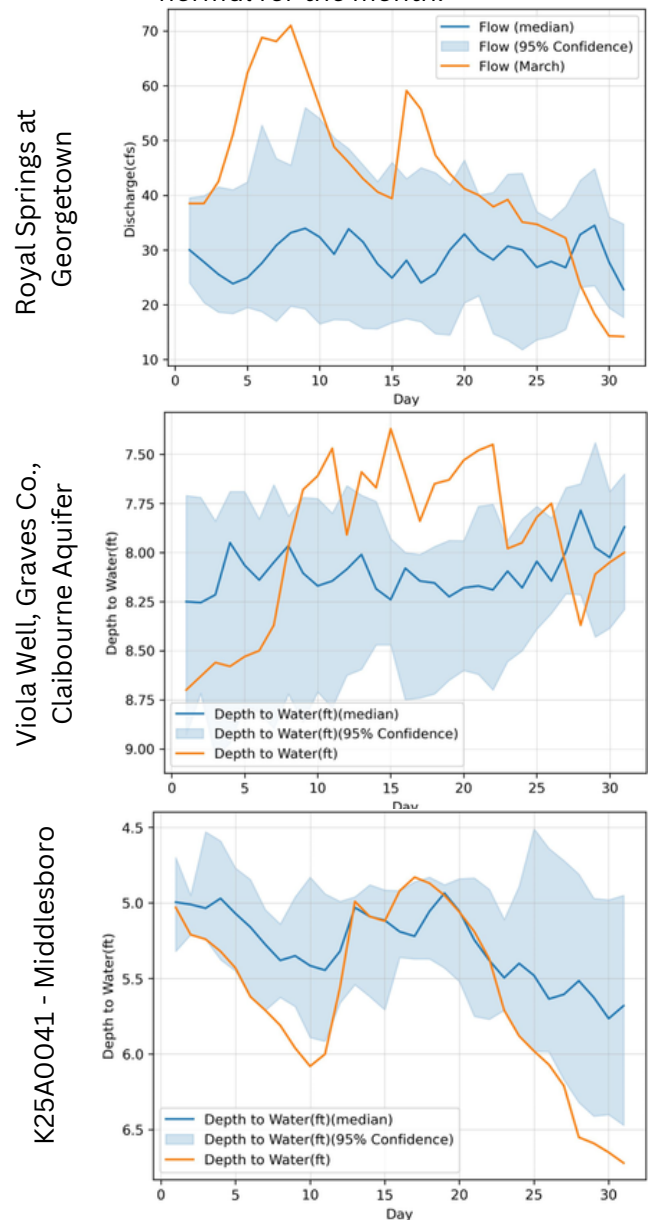 normal for the month.
Royal Springs at
Georgetown
Discharge(cfs)
70
60
50
40
30
20
10
Flow (median)
Flow (95% Confidence)
Flow (March)
0 5 10 15 20 25 30
Day
Viola Well, Graves Co.,
Claibourne Aquifer
Depth to Water(ft)
7.50
7.75
8.00
8.25
8.50
8.75
9.00
Depth to Water(ft)(median)
Depth to Water(ft)(95% Confidence)
Depth to Water(ft)
0 5 10 15 20 25 30
Day
K25A0041 - Middlesboro
Depth to Water(ft)
4.5
5.0
5.5
6.0
6.5
Depth to Water(ft)(median)
Depth to Water(ft)(95% Confidence)
Depth to Water(ft)
0 5 10 15 20 25 30
Day